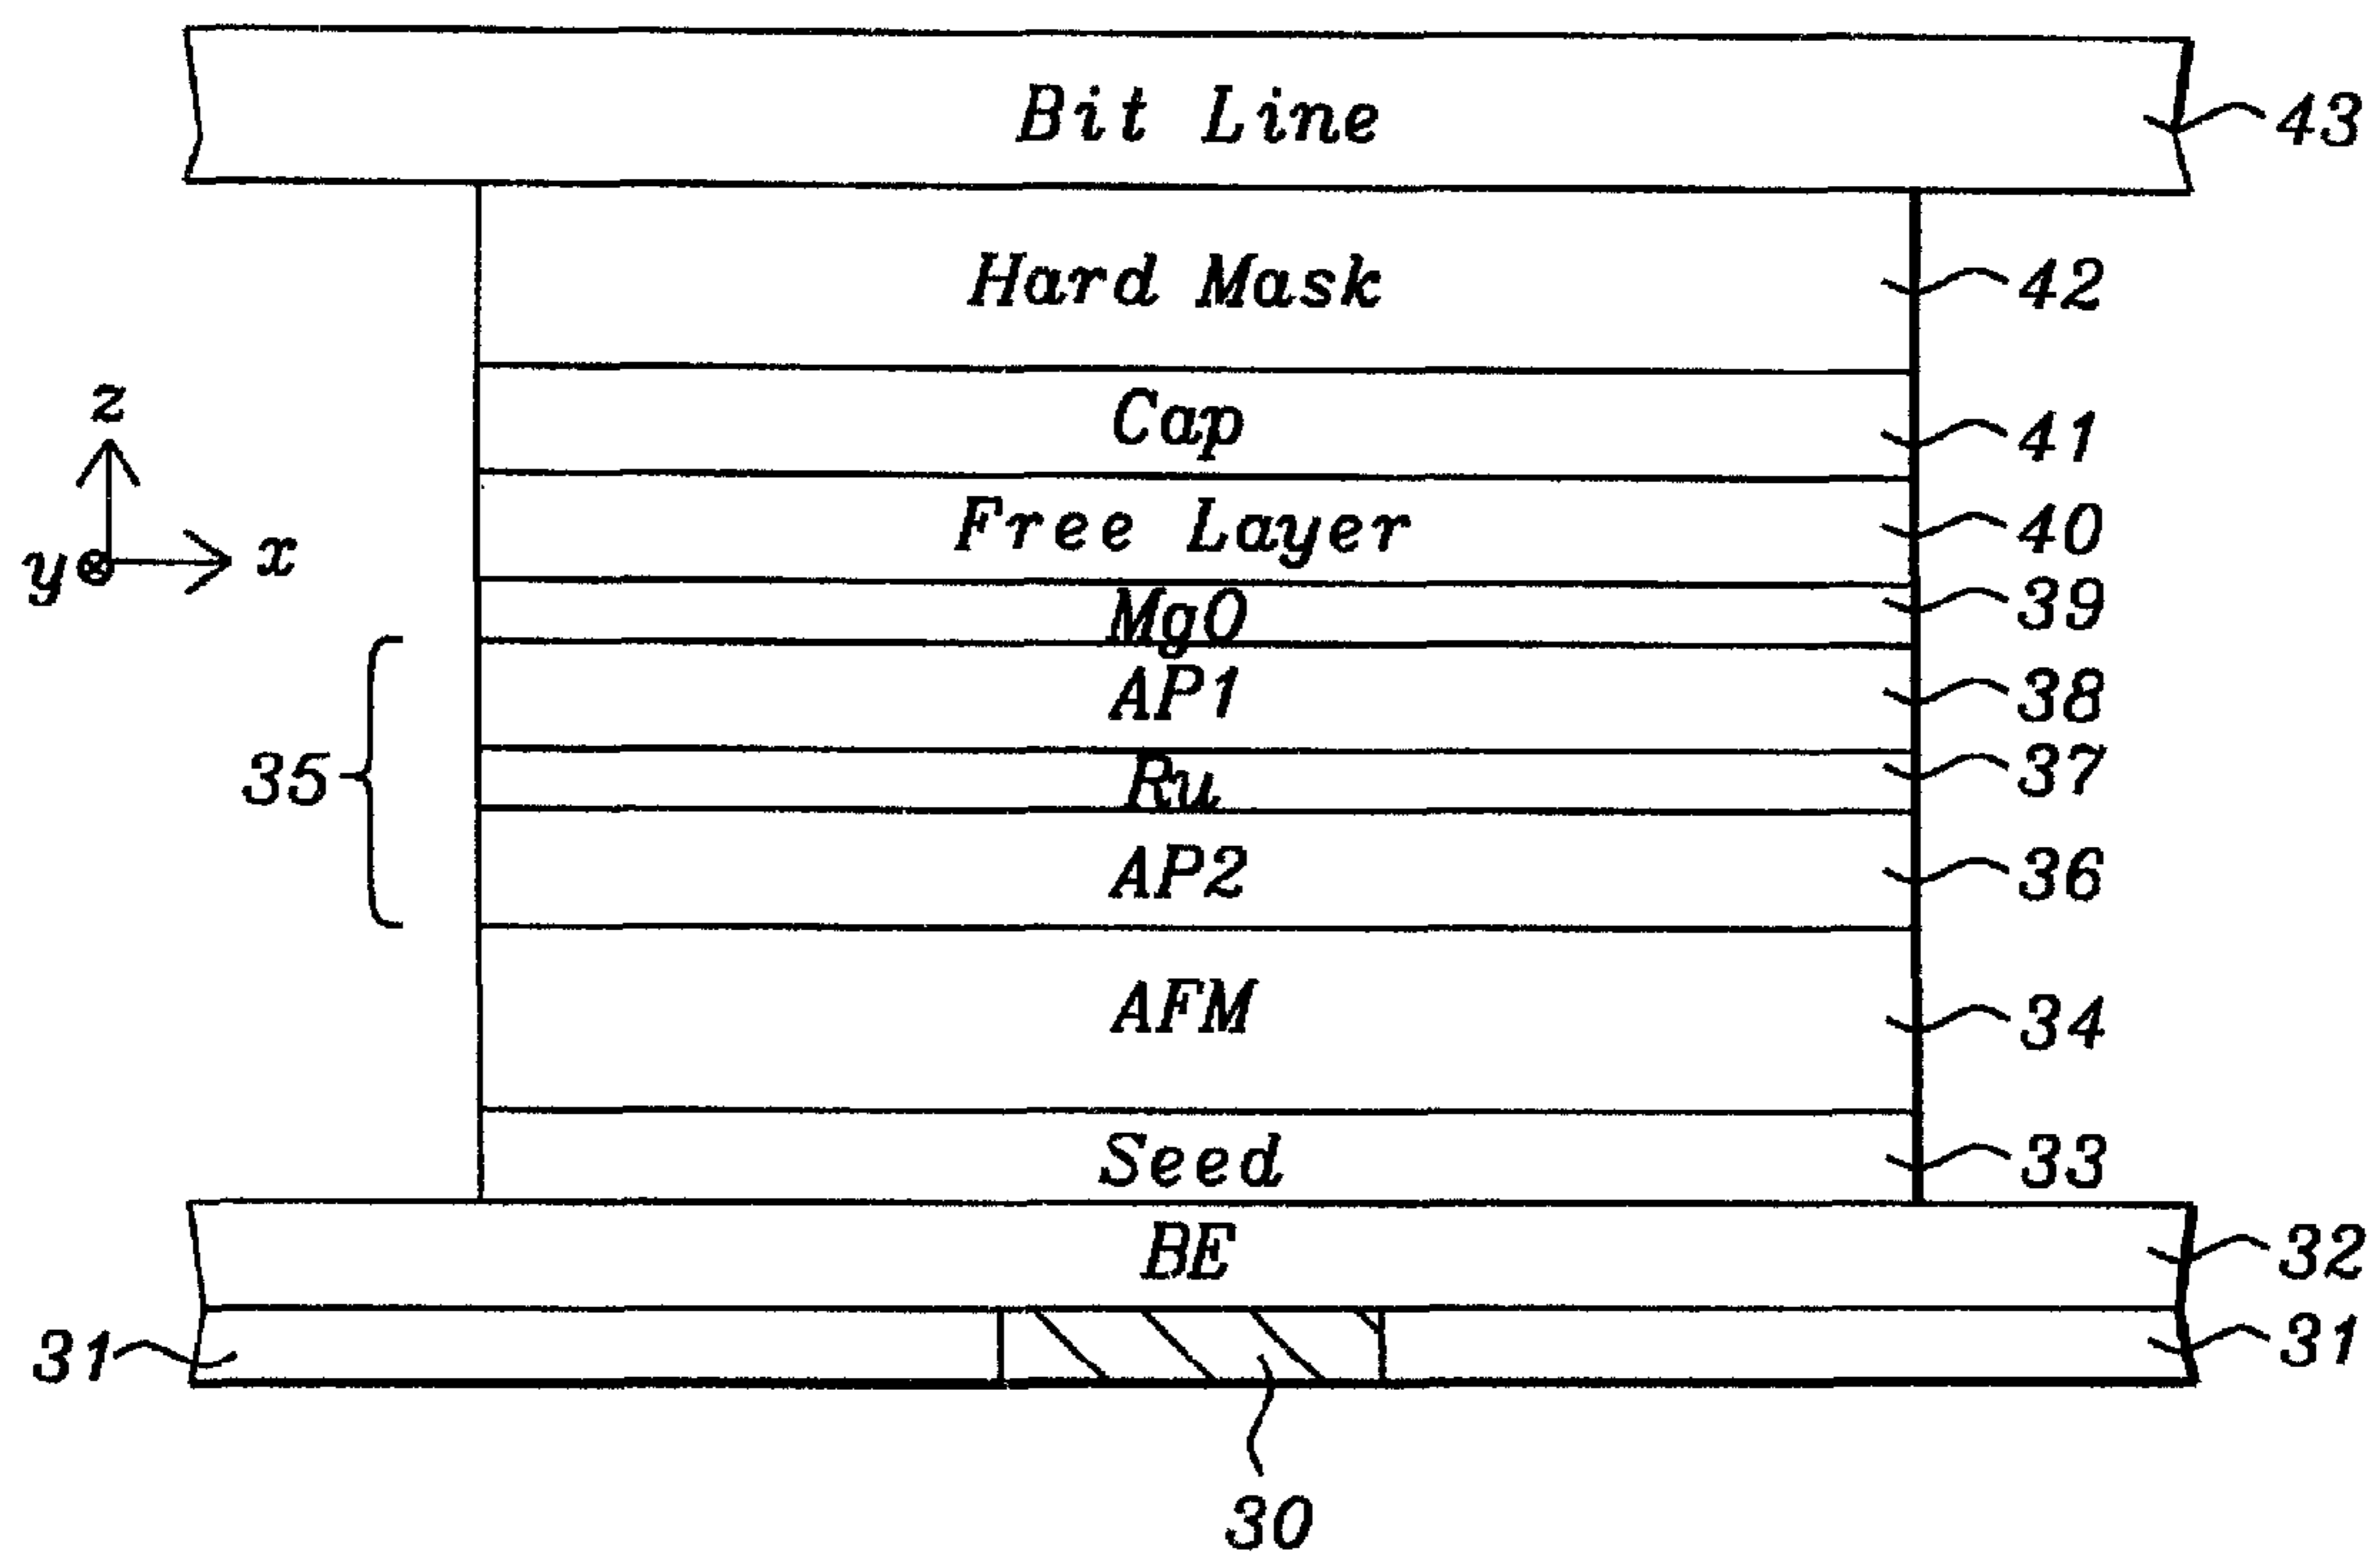 Bit Line 43
Hard Mask 42
z
Cap 41
Free Layer 40
y x
MgO 39
AP1 38
35
Ru 37
AP2 36
AFM 34
Seed 33
BE 32
31 31
30